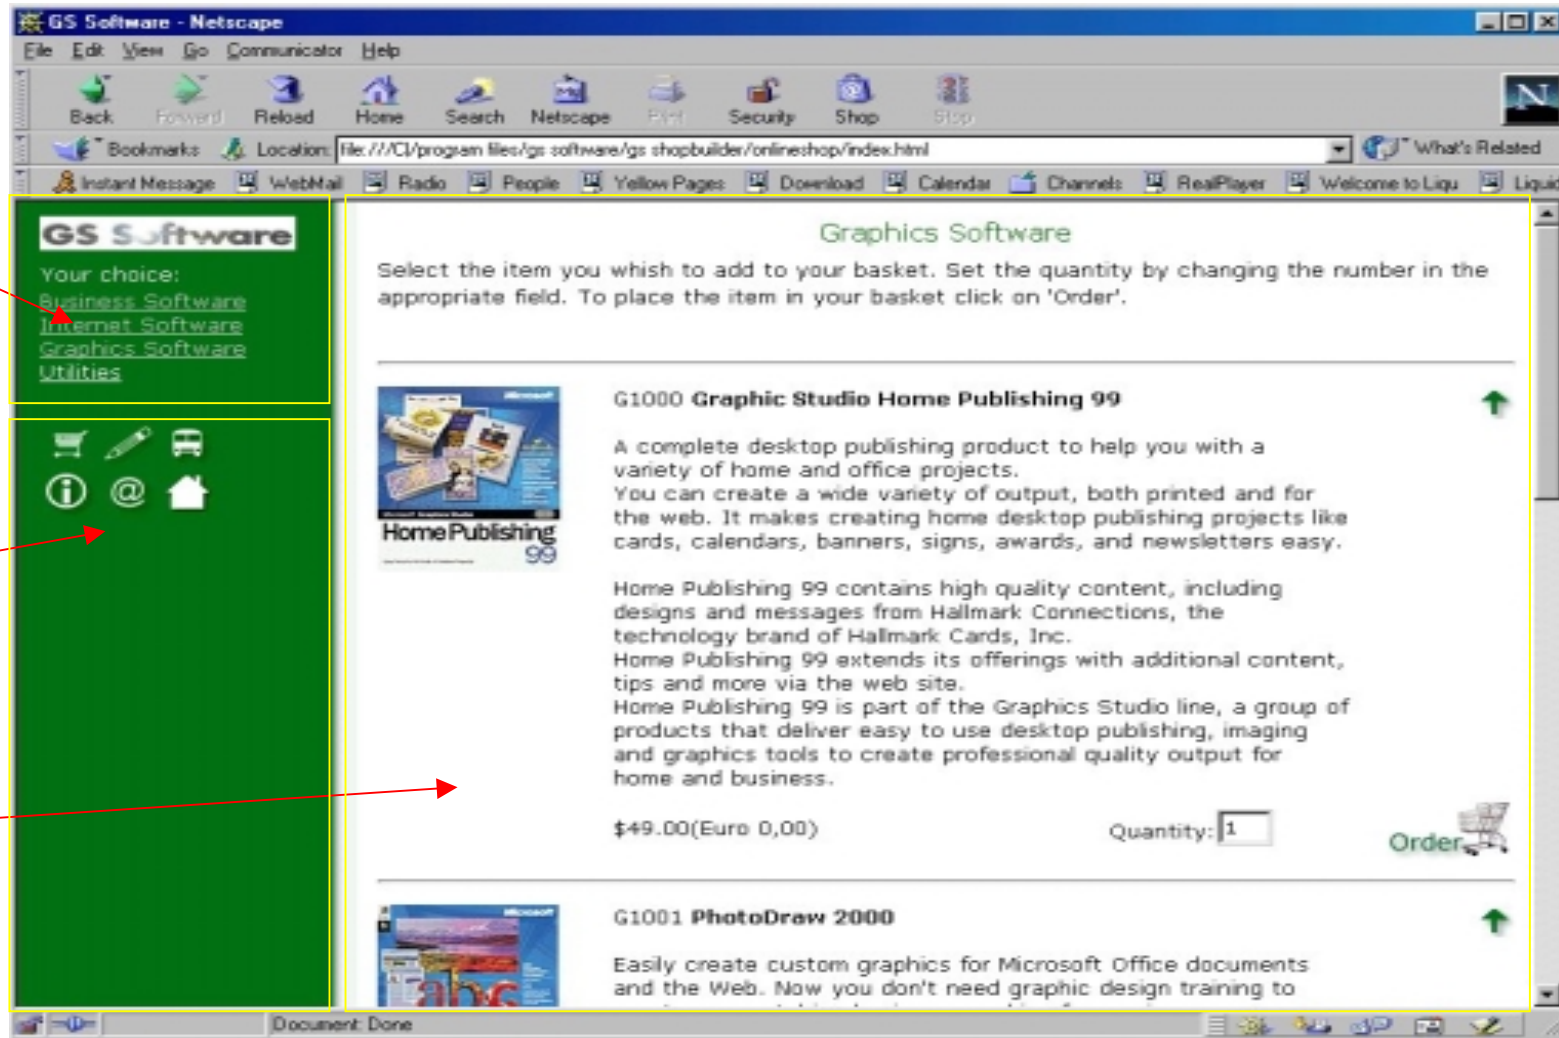 GS Software - Netscape
File Edit View Go Communicator Help
Back Forward Reload Home Search Netscape Print Security Shop Stop
Bookmarks Location: file:///C|/program files/gs software/gs shopbuilder/onlineshop/index.html What's Related
Instant Message WebMail Radio People Yellow Pages Download Calendar Channels RealPlayer Welcome to Liqu Liquid
GS Software
Your choice:
Business Software
Internet Software
Graphics Software
Utilities
Graphics Software
Select the item you whish to add to your basket. Set the quantity by changing the number in the
appropriate field. To place the item in your basket click on 'Order'.
Microsoft
Home Publishing
99
G1000 Graphic Studio Home Publishing 99
A complete desktop publishing product to help you with a
variety of home and office projects.
You can create a wide variety of output, both printed and for
the web. It makes creating home desktop publishing projects like
cards, calendars, banners, signs, awards, and newsletters easy.
Home Publishing 99 contains high quality content, including
designs and messages from Hallmark Connections, the
technology brand of Hallmark Cards, Inc.
Home Publishing 99 extends its offerings with additional content,
tips and more via the web site.
Home Publishing 99 is part of the Graphics Studio line, a group of
products that deliver easy to use desktop publishing, imaging
and graphics tools to create professional quality output for
home and business.
$49.00(Euro 0,00) Quantity: 1 Order
Microsoft
abc
G1001 PhotoDraw 2000
Easily create custom graphics for Microsoft Office documents
and the Web. Now you don't need graphic design training to
Document: Done